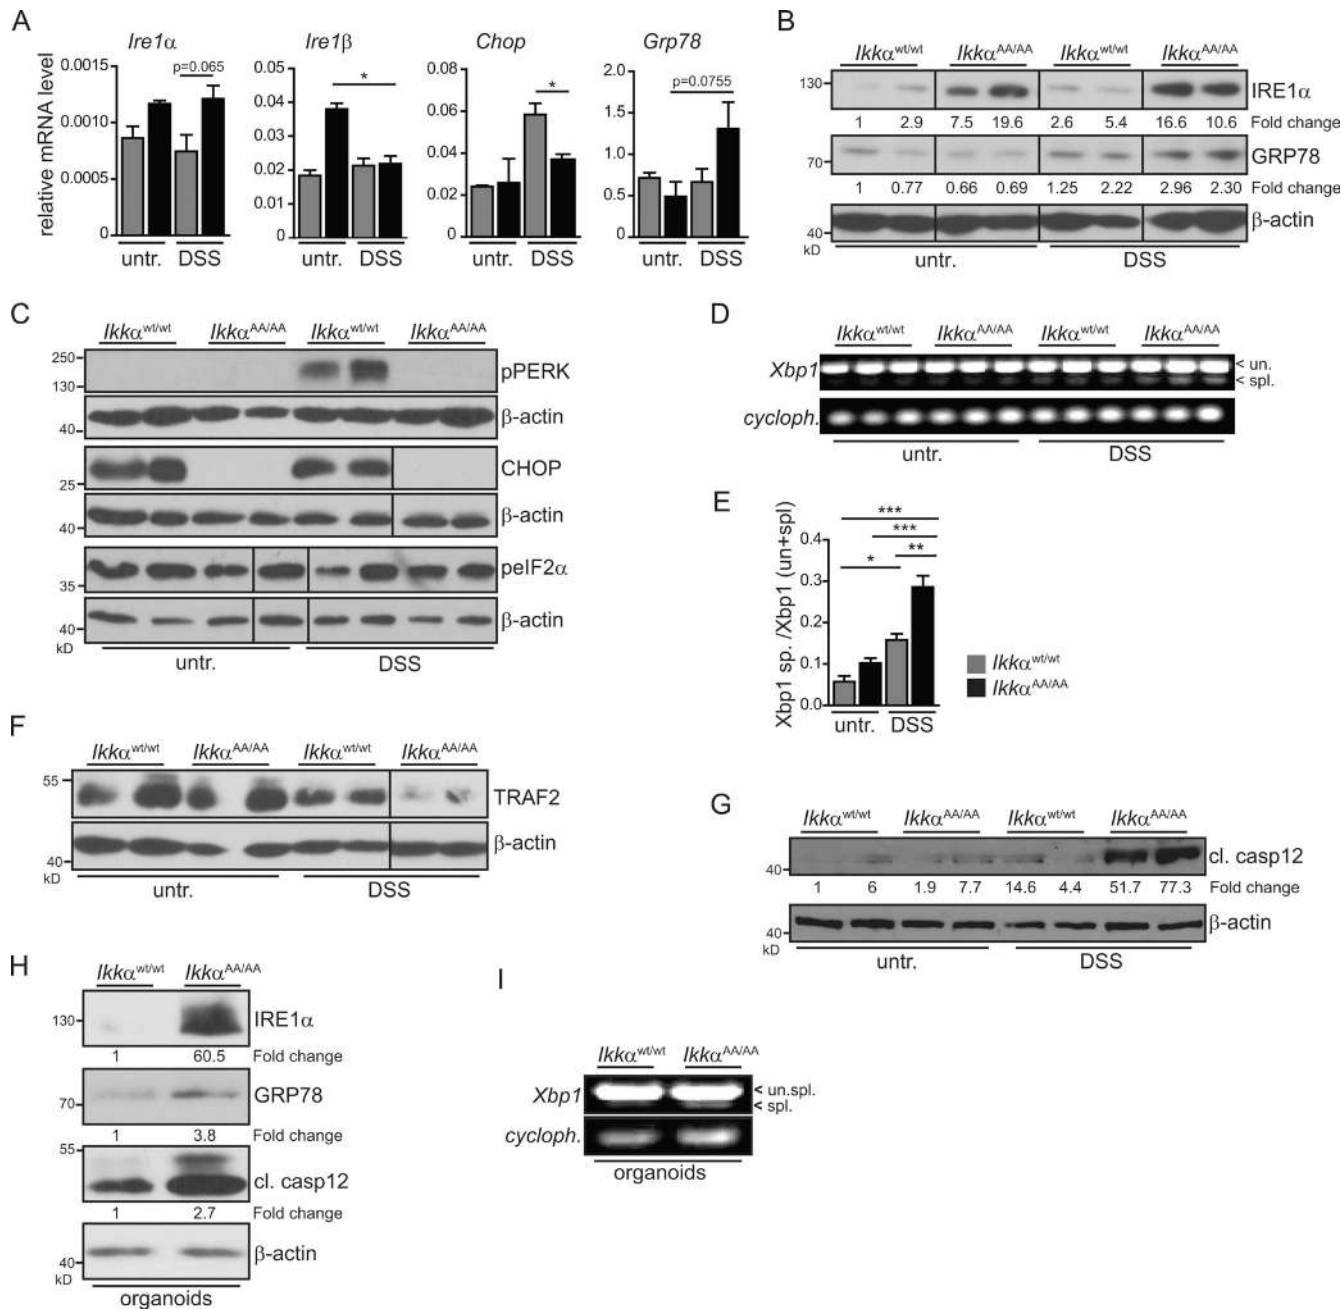 A
Ire1α
Ire1β
Chop
Grp78
relative mRNA level
0.0015
0.0010
0.0005
0
p=0.065
untr.
DSS
0.05
0.04
0.03
0.02
0.01
0
*
untr.
DSS
0.08
0.06
0.04
0.02
0
*
untr.
DSS
2.0
1.5
1.0
0.5
0
p=0.0755
untr.
DSS
B
Ikkα wt/wt Ikkα AA/AA Ikkα wt/wt Ikkα AA/AA
130 IRE1α
1 2.9 7.5 19.6 2.6 5.4 16.6 10.6 Fold change
70 GRP78
1 0.77 0.66 0.69 1.25 2.22 2.96 2.30 Fold change
40 β-actin
kD
untr. DSS
C
Ikkα wt/wt Ikkα AA/AA Ikkα wt/wt Ikkα AA/AA
250
130 pPERK
40 β-actin
25 CHOP
40 β-actin
35 peIF2α
40 β-actin
kD
untr. DSS
D
Ikkα wt/wt Ikkα AA/AA Ikkα wt/wt Ikkα AA/AA
Xbp1 < un.
< spl.
cycloph.
untr. DSS
E
Xbp1 sp. /Xbp1 (un+spl)
0.4
0.3
0.2
0.1
0.0
***
***
* **
untr. DSS
Ikkα wt/wt
Ikkα AA/AA
F
Ikkα wt/wt Ikkα AA/AA Ikkα wt/wt Ikkα AA/AA
55 TRAF2
40 β-actin
kD
untr. DSS
G
Ikkα wt/wt Ikkα AA/AA Ikkα wt/wt Ikkα AA/AA
40 cl. casp12
1 6 1.9 7.7 14.6 4.4 51.7 77.3 Fold change
40 β-actin
kD
untr. DSS
H
Ikkα wt/wt Ikkα AA/AA
130 IRE1α
1 60.5 Fold change
70 GRP78
1 3.8 Fold change
55 cl. casp12
1 2.7 Fold change
40 β-actin
kD
organoids
I
Ikkα wt/wt Ikkα AA/AA
Xbp1 < un.spl.
< spl.
cycloph.
organoids